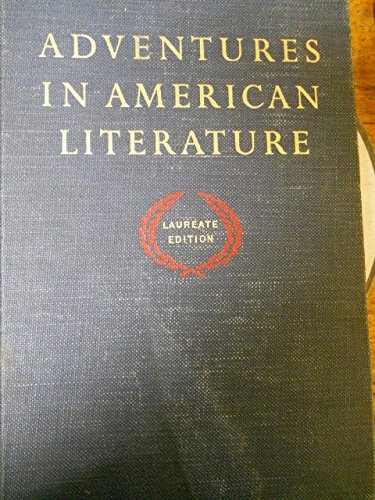 ADVENTURES
IN AMERICAN
LITERATURE
LAUREATE
EDITION